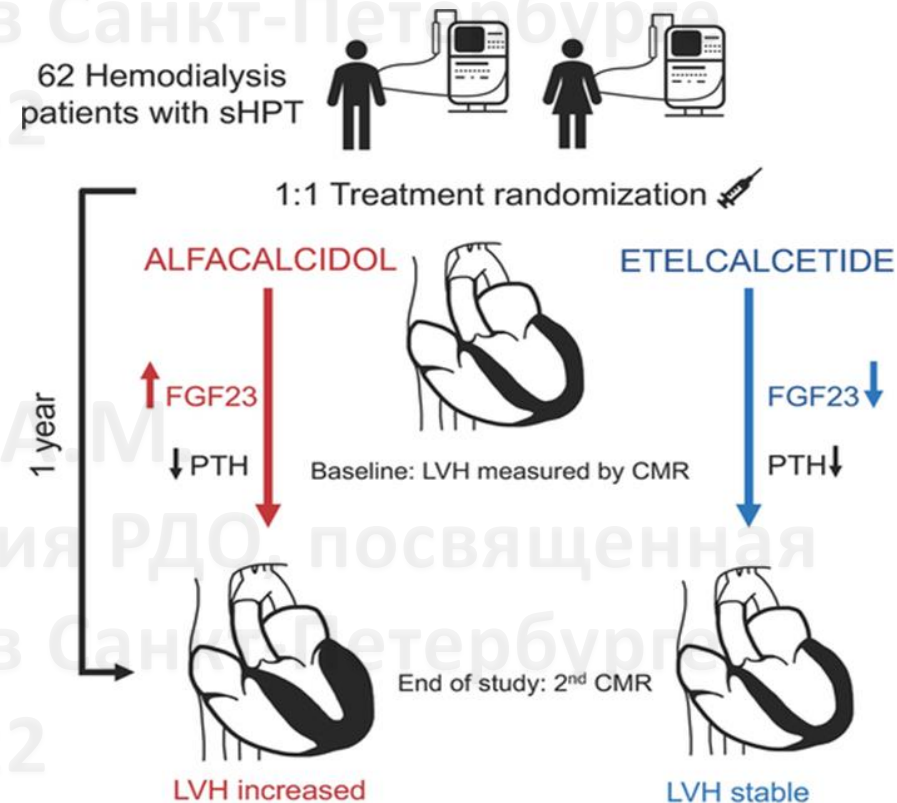 в Санкт-Петербурге
62 Hemodialysis
patients with sHPT
2
1:1 Treatment randomization
ALFACALCIDOL
ETELCALCETIDE
1 year
FGF23
FGF23
А.М.
PTH
Baseline: LVH measured by CMR
PTH
ия РДО, посвященная
в Санкт-Петербурге
End of study: 2nd CMR
2
LVH increased
LVH stable